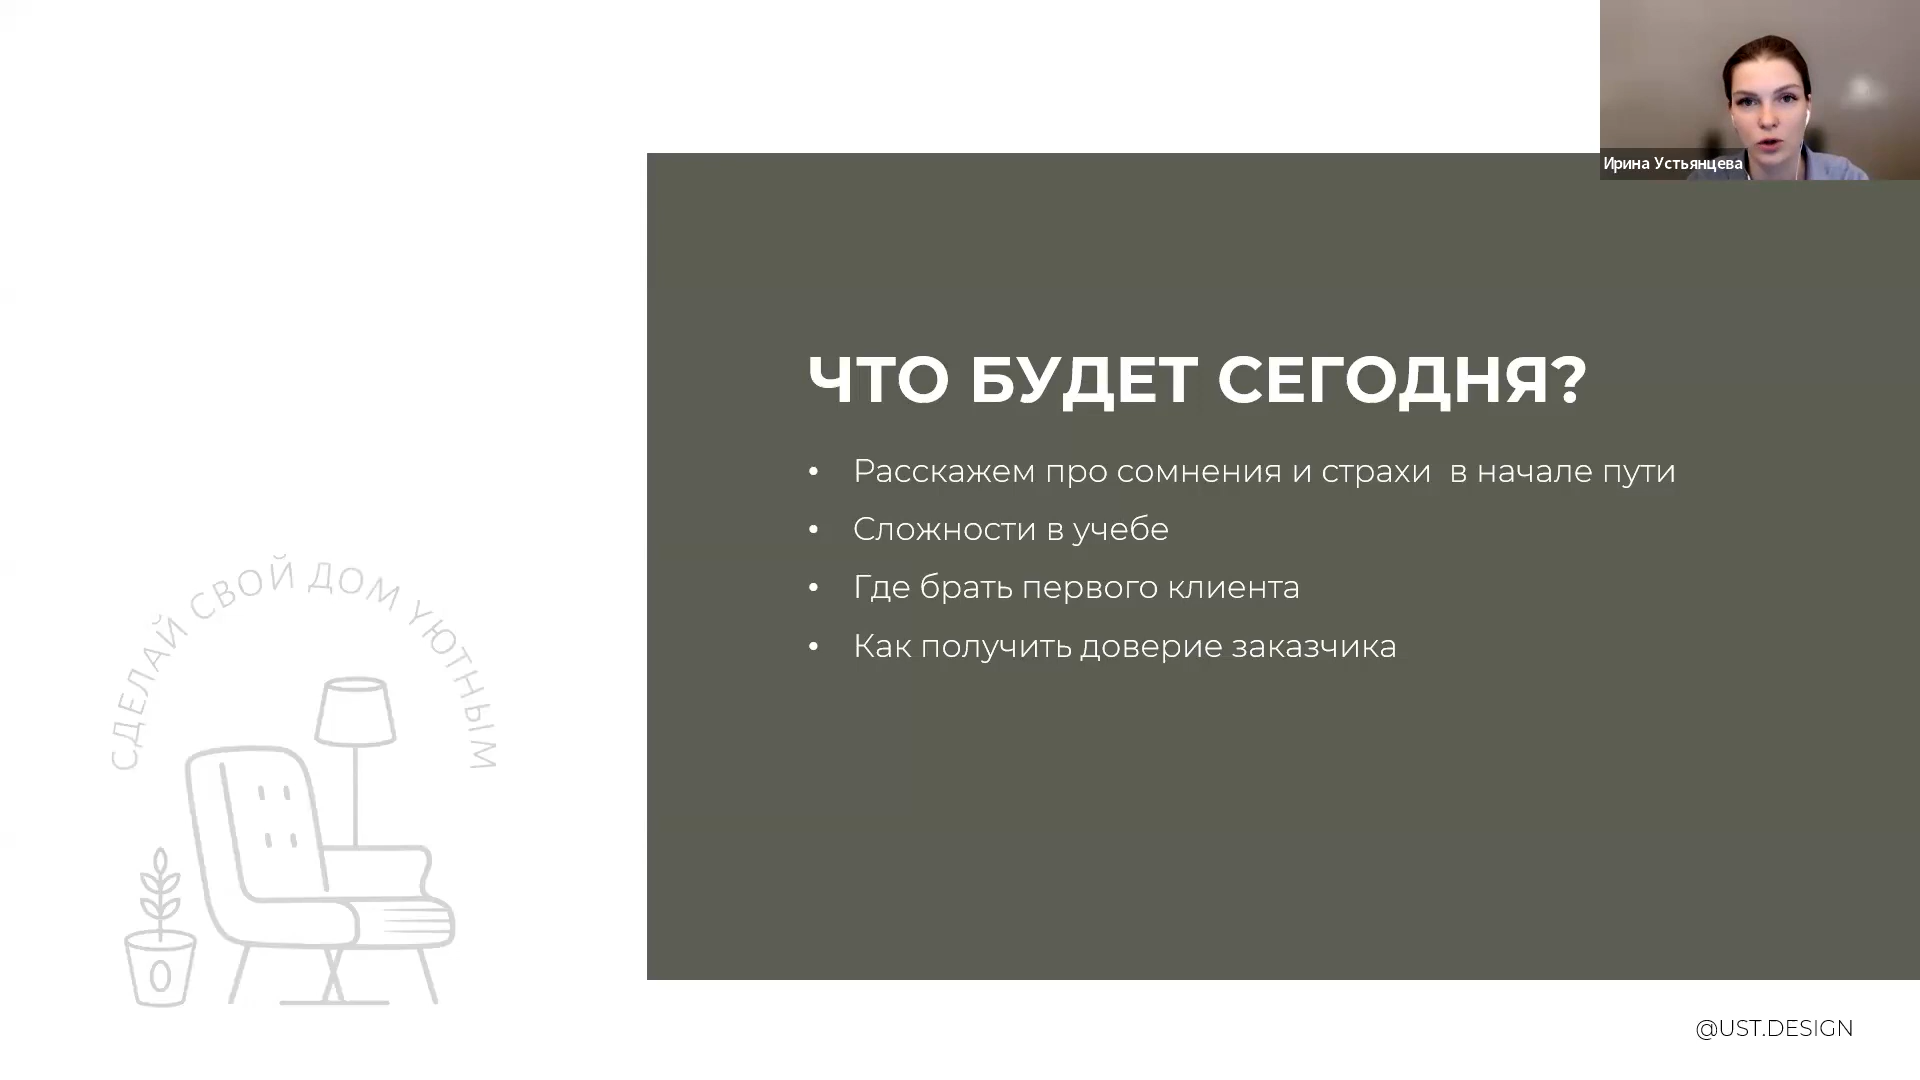 Ирина Устьянцева
ЧТО БУДЕТ СЕГОДНЯ?
• Расскажем про сомнения и страхи в начале пути
• Сложности в учебе
• Где брать первого клиента
• Как получить доверие заказчика
СДЕЛАЙ СВОЙ ДОМ УЮТНЫМ
@UST.DESIGN